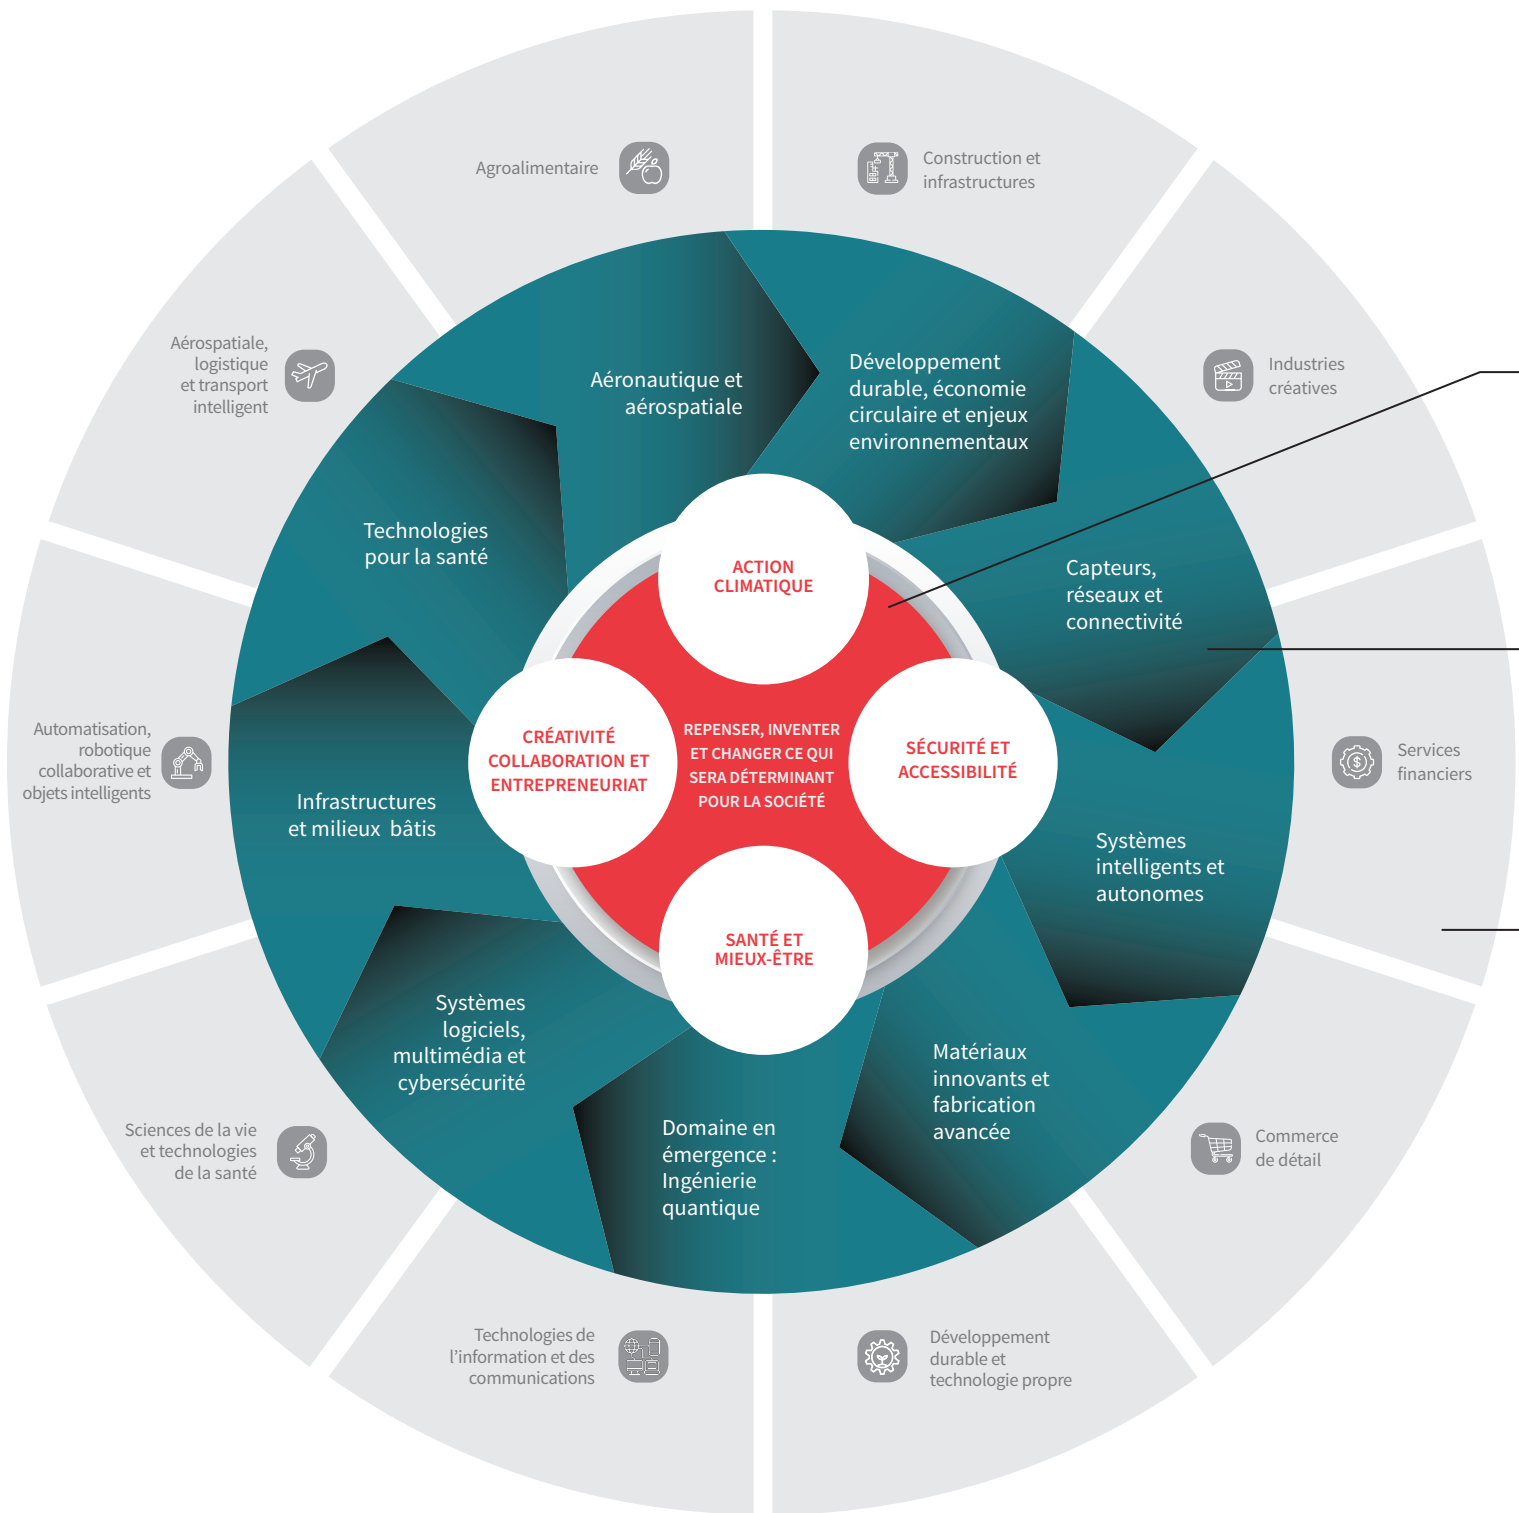 Agroalimentaire
Construction et
infrastructures
Industries
créatives
Services
financiers
Commerce
de détail
Développement
durable et
technologie propre
Technologies de
l'information et des
communications
Sciences de la vie
et technologies
de la santé
Automatisation,
robotique
collaborative et
objets intelligents
Aérospatiale,
logistique
et transport
intelligent
Aéronautique et
aérospatiale
Développement
durable, économie
circulaire et enjeux
environnementaux
Capteurs,
réseaux et
connectivité
Systèmes
intelligents et
autonomes
Matériaux
innovants et
fabrication
avancée
Domaine en
émergence :
Ingénierie
quantique
Systèmes
logiciels,
multimédia et
cybersécurité
Infrastructures
et milieux bâtis
Technologies
pour la santé
ACTION
CLIMATIQUE
SÉCURITÉ ET
ACCESSIBILITÉ
SANTÉ ET
MIEUX-ÊTRE
CRÉATIVITÉ
COLLABORATION ET
ENTREPRENEURIAT
REPENSER, INVENTER
ET CHANGER CE QUI
SERA DÉTERMINANT
POUR LA SOCIÉTÉ